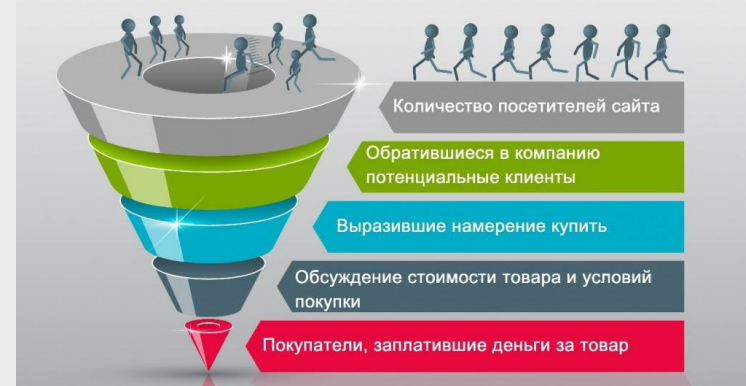 Количество посетителей сайта
Обратившиеся в компанию
потенциальные клиенты
Выразившие намерение купить
Обсуждение стоимости товара и условий
покупки
Покупатели, заплатившие деньги за товар